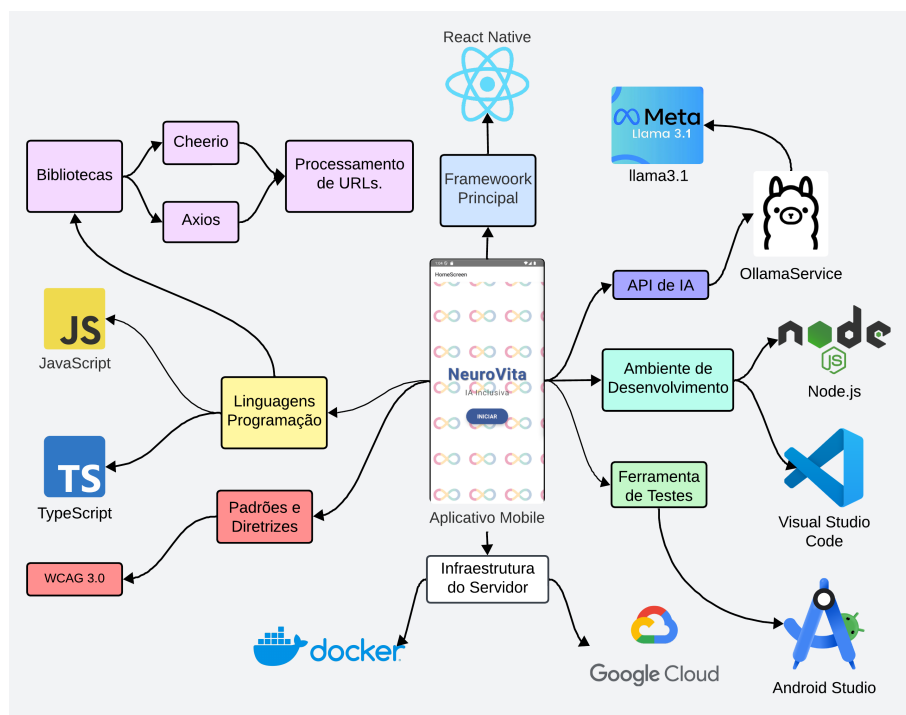 React Native
Framewoork
Principal
Meta
Llama 3.1
llama3.1
OllamaService
Bibliotecas
Cheerio
Axios
Processamento
de URLs.
API de IA
HomeScreen
NeuroVita
IA Inclusiva
INICIAR
Aplicativo Mobile
JS
JavaScript
Linguagens
Programação
TS
TypeScript
Padrões e
Diretrizes
WCAG 3.0
Ambiente de
Desenvolvimento
node
JS
Node.js
Visual Studio
Code
Ferramenta
de Testes
Android Studio
Infraestrutura
do Servidor
docker
Google Cloud